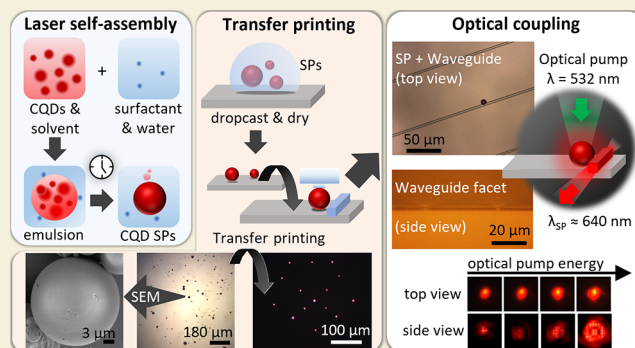 Laser self-assembly
CQDs &
solvent
+
surfactant
& water
emulsion
CQD SPs
Transfer printing
SPs
dropcast & dry
Transfer printing
SEM
3 µm
180 µm
100 µm
Optical coupling
SP + Waveguide
(top view)
50 µm
Optical pump
λ = 532 nm
Waveguide facet
(side view)
20 µm
λSP ≈ 640 nm
optical pump energy
top view
side view